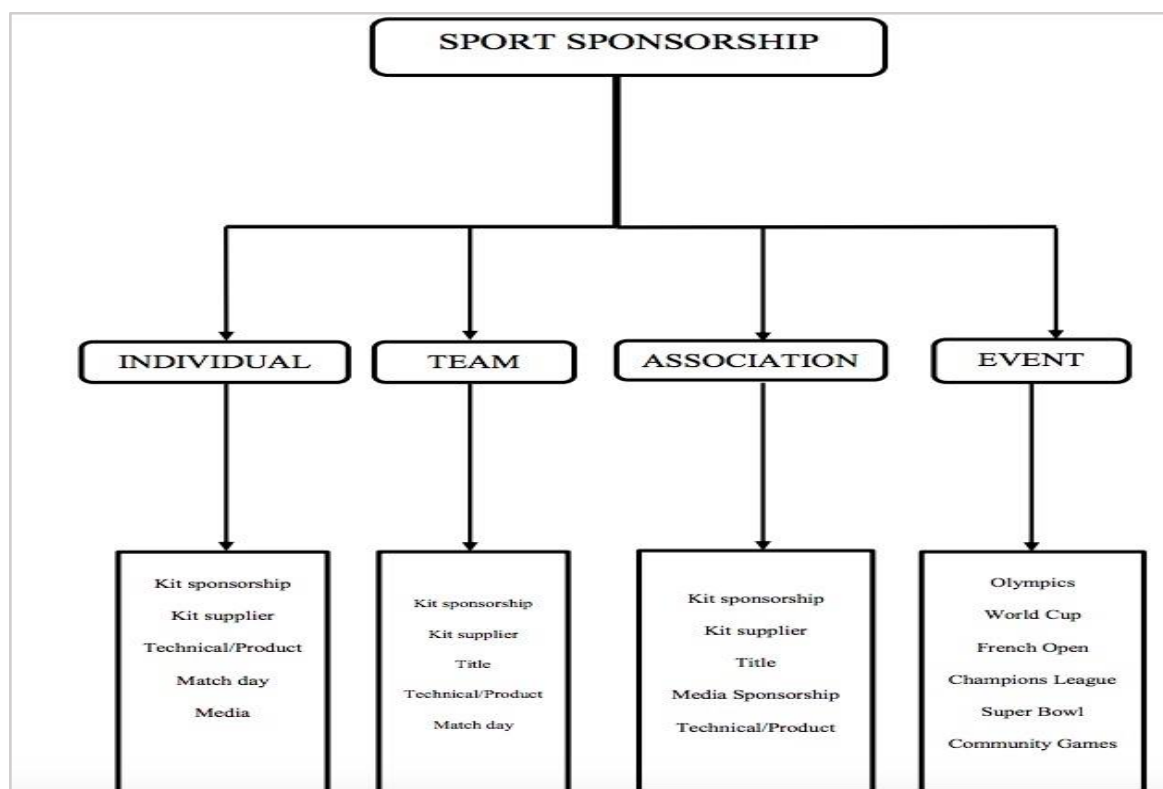 SPORT SPONSORSHIP
INDIVIDUAL
TEAM
ASSOCIATION
EVENT
Kit sponsorship
Kit supplier
Technical/Product
Match day
Media
Kit sponsorship
Kit supplier
Title
Technical/Product
Match day
Kit sponsorship
Kit supplier
Title
Media Sponsorship
Technical/Product
Olympics
World Cup
French Open
Champions League
Super Bowl
Community Games